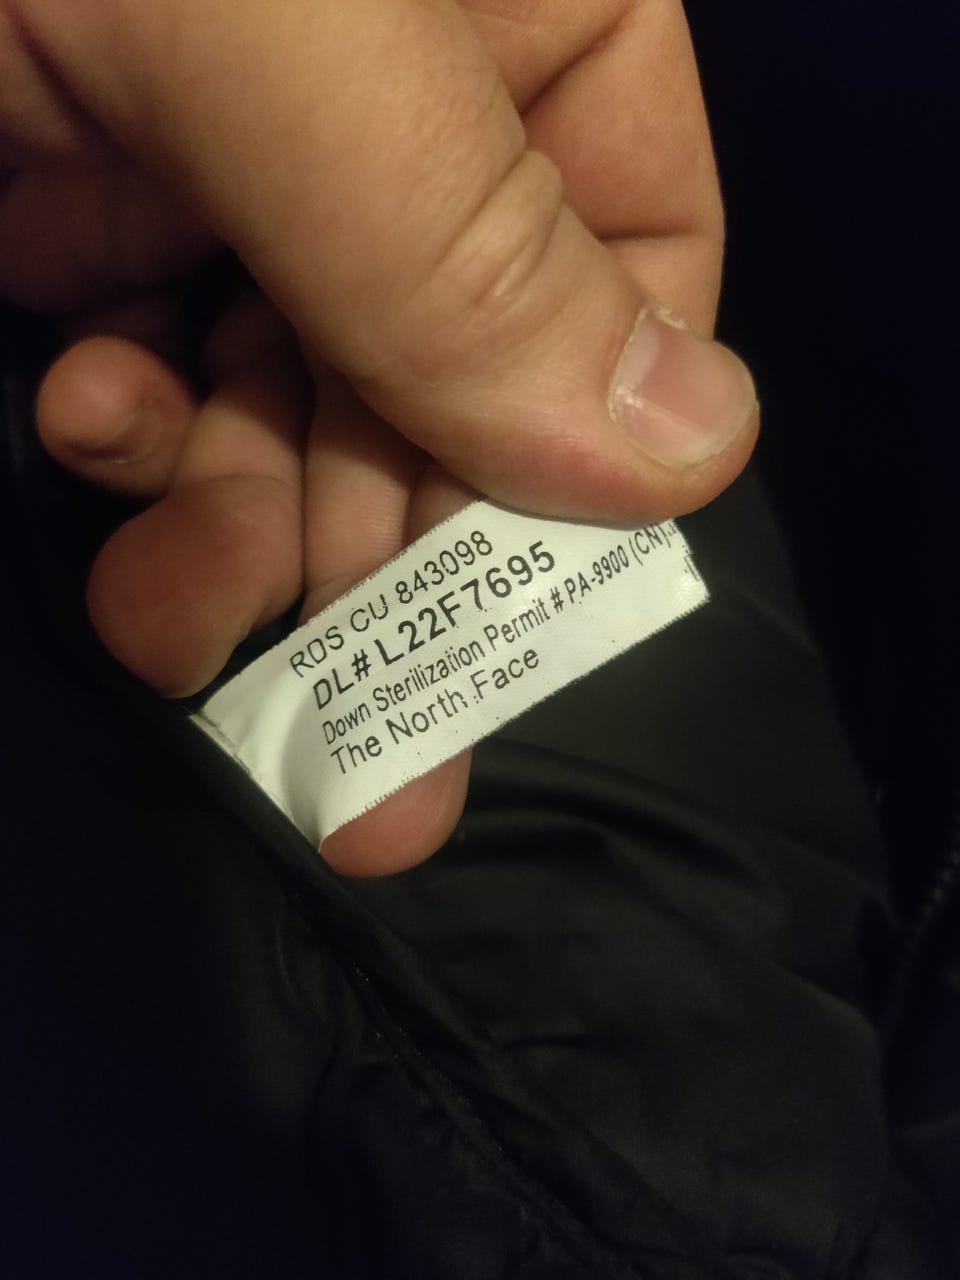 RDS CU 843098
DL# L22F7695
Down Sterilization Permit # PA-9900 (CN)
The North Face